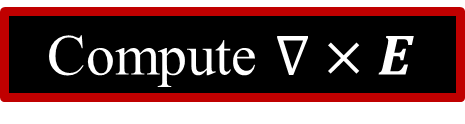 Compute ∇ × E